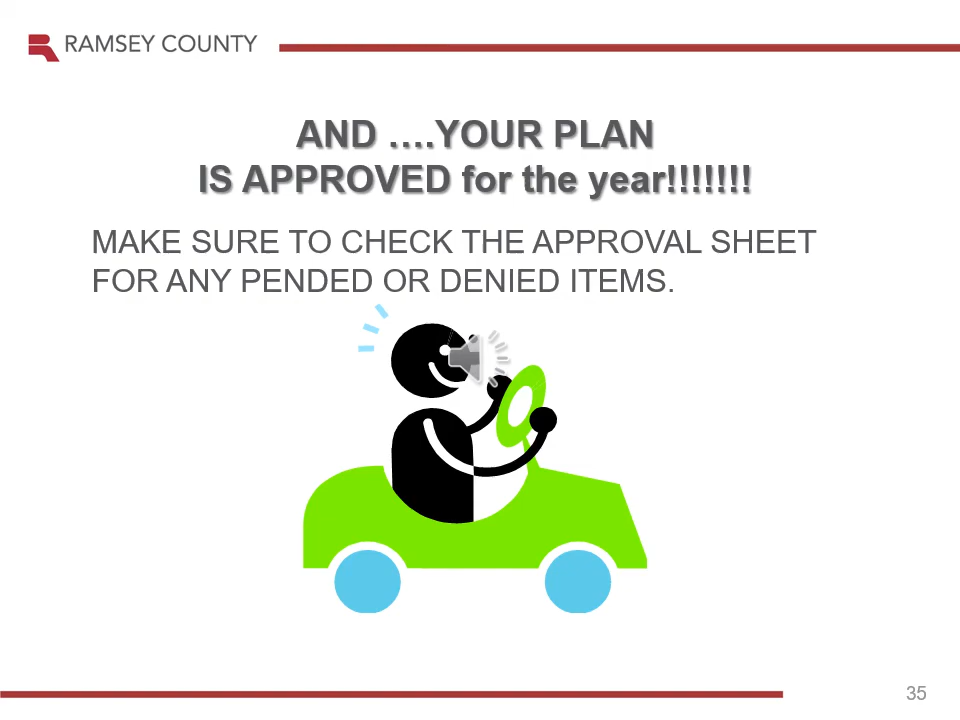 RAMSEY COUNTY
AND ....YOUR PLAN
IS APPROVED for the year!!!!!!!
MAKE SURE TO CHECK THE APPROVAL SHEET
FOR ANY PENDED OR DENIED ITEMS.
35